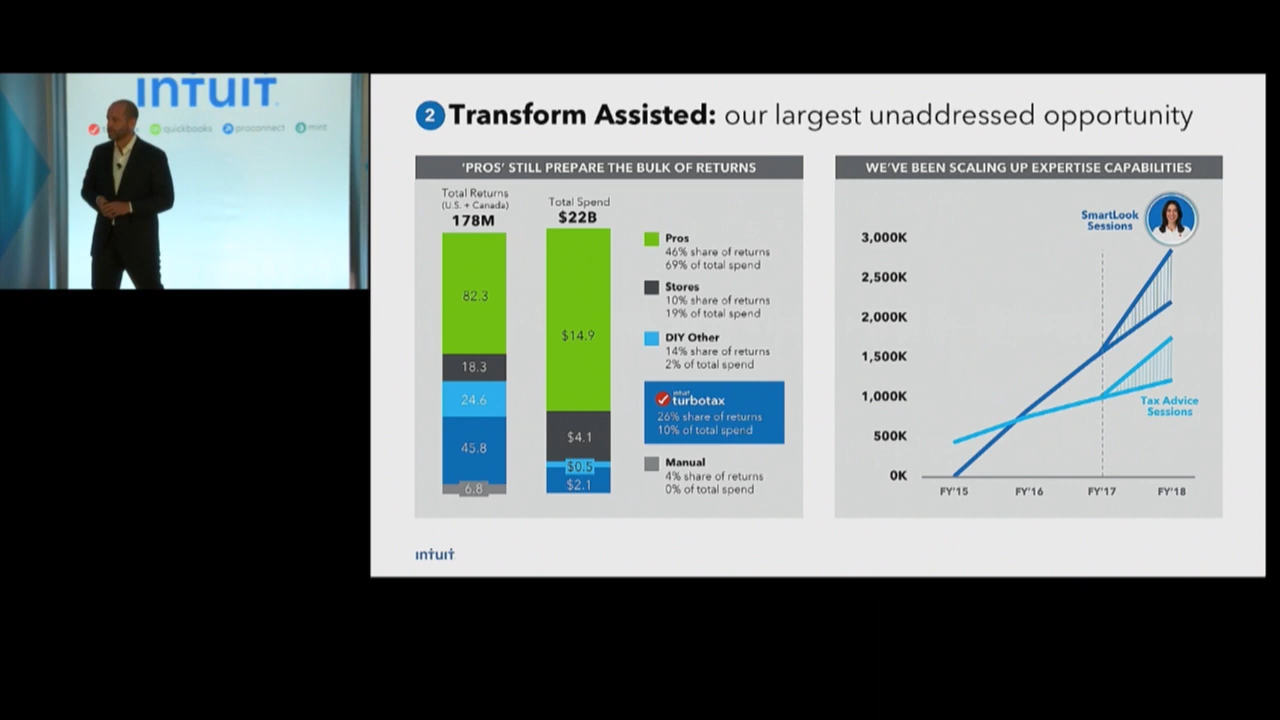 ıntuıt
quickbooks
proconnect
mint
2 Transform Assisted: our largest unaddressed opportunity
'PROS' STILL PREPARE THE BULK OF RETURNS
Total Returns
(U.S. + Canada)
178M
82.3
18.3
24.6
45.8
6.8
Total Spend
$22B
$14.9
$4.1
$0.5
$2.1
Pros
46% share of returns
69% of total spend
Stores
10% share of returns
19% of total spend
DIY Other
14% share of returns
2% of total spend
ıntuıt
turbotax
26% share of returns
10% of total spend
Manual
4% share of returns
0% of total spend
WE'VE BEEN SCALING UP EXPERTISE CAPABILITIES
SmartLook
Sessions
3,000K
2,500K
2,000K
1,500K
1,000K
500K
0K
Tax Advice
Sessions
FY'15 FY'16 FY'17 FY'18
ıntuıt